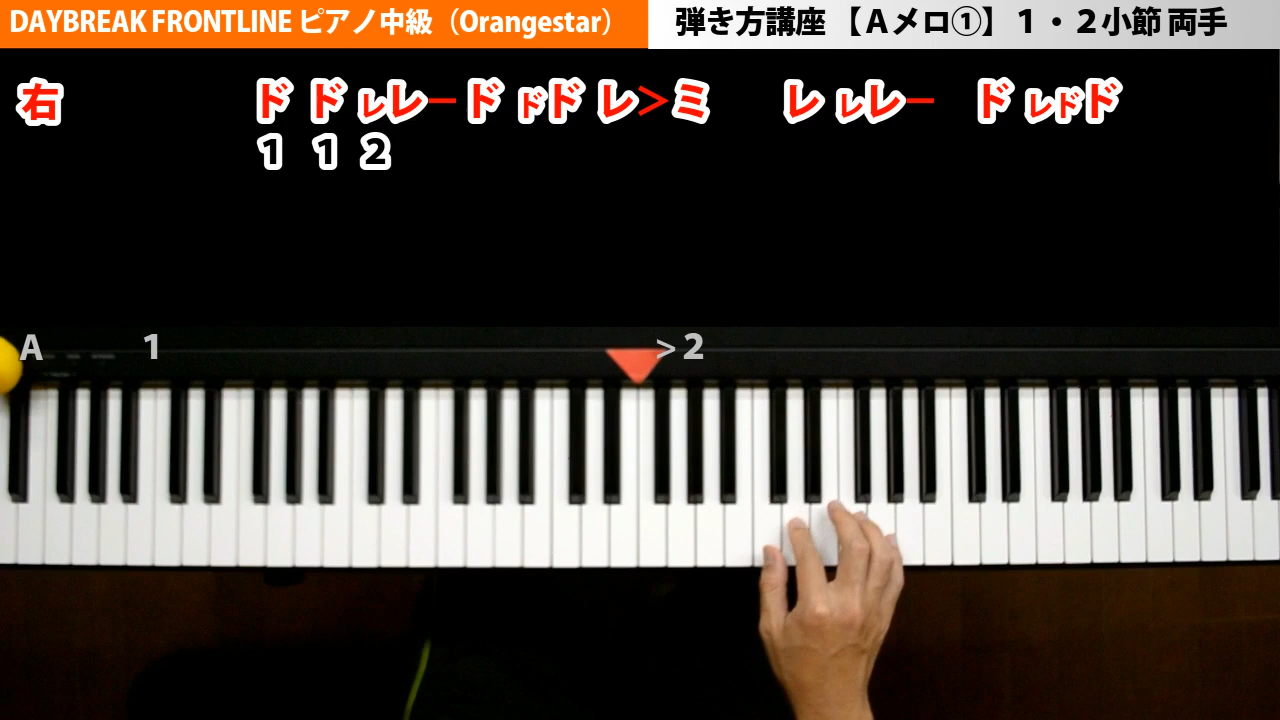 DAYBREAK FRONTLINE ピアノ中級（Orangestar） 弾き方講座 【Ａメロ①】１・２小節 両手
右 ド ド レレー ド ドド レ＞ミ レ レレー ド レドド
1 1 2
A 1 > 2